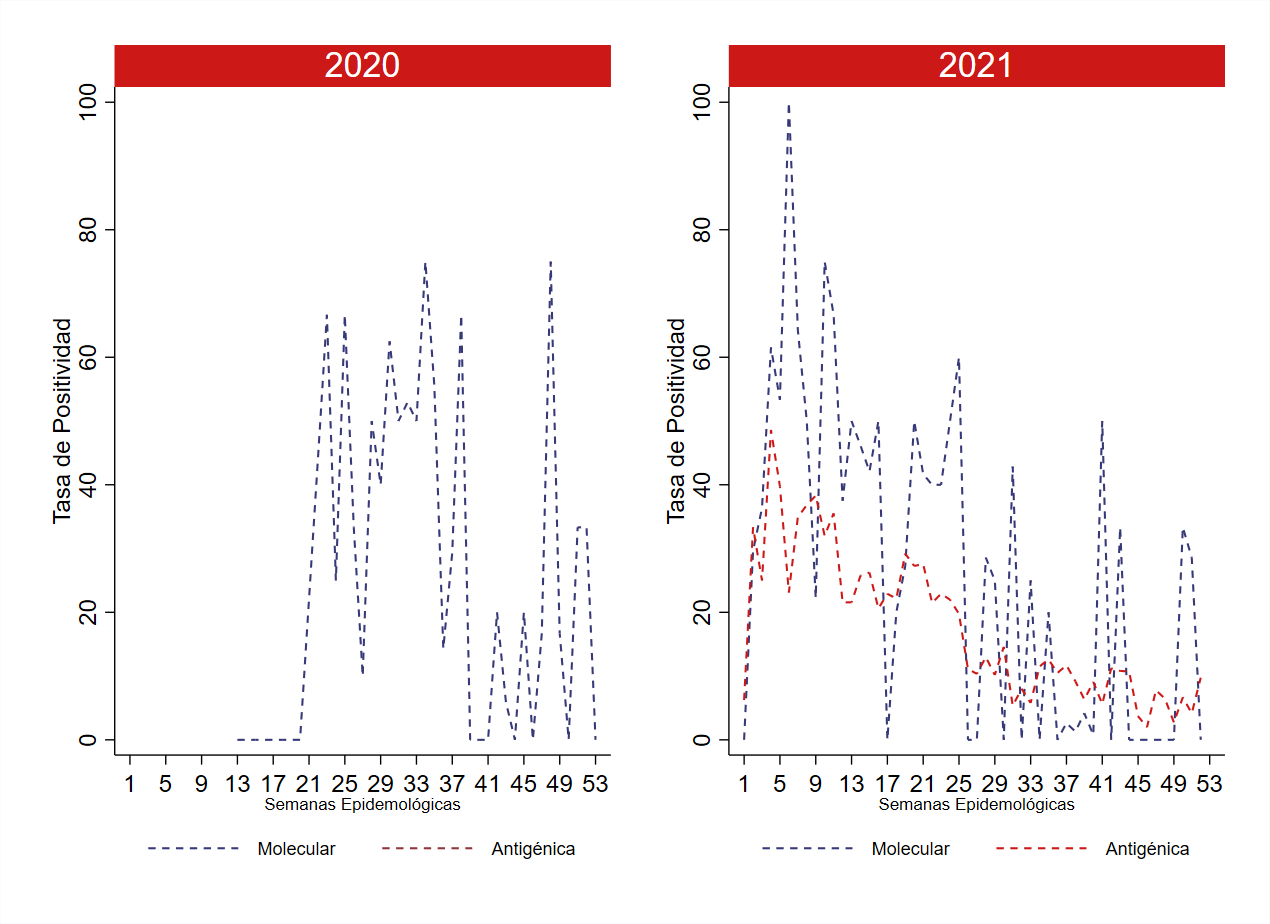 2020
Tasa de Positividad
100
80
60
40
20
0
1 5 9 13 17 21 25 29 33 37 41 45 49 53
Semanas Epidemológicas
Molecular Antigénica
2021
Tasa de Positividad
100
80
60
40
20
0
1 5 9 13 17 21 25 29 33 37 41 45 49 53
Semanas Epidemológicas
Molecular Antigénica